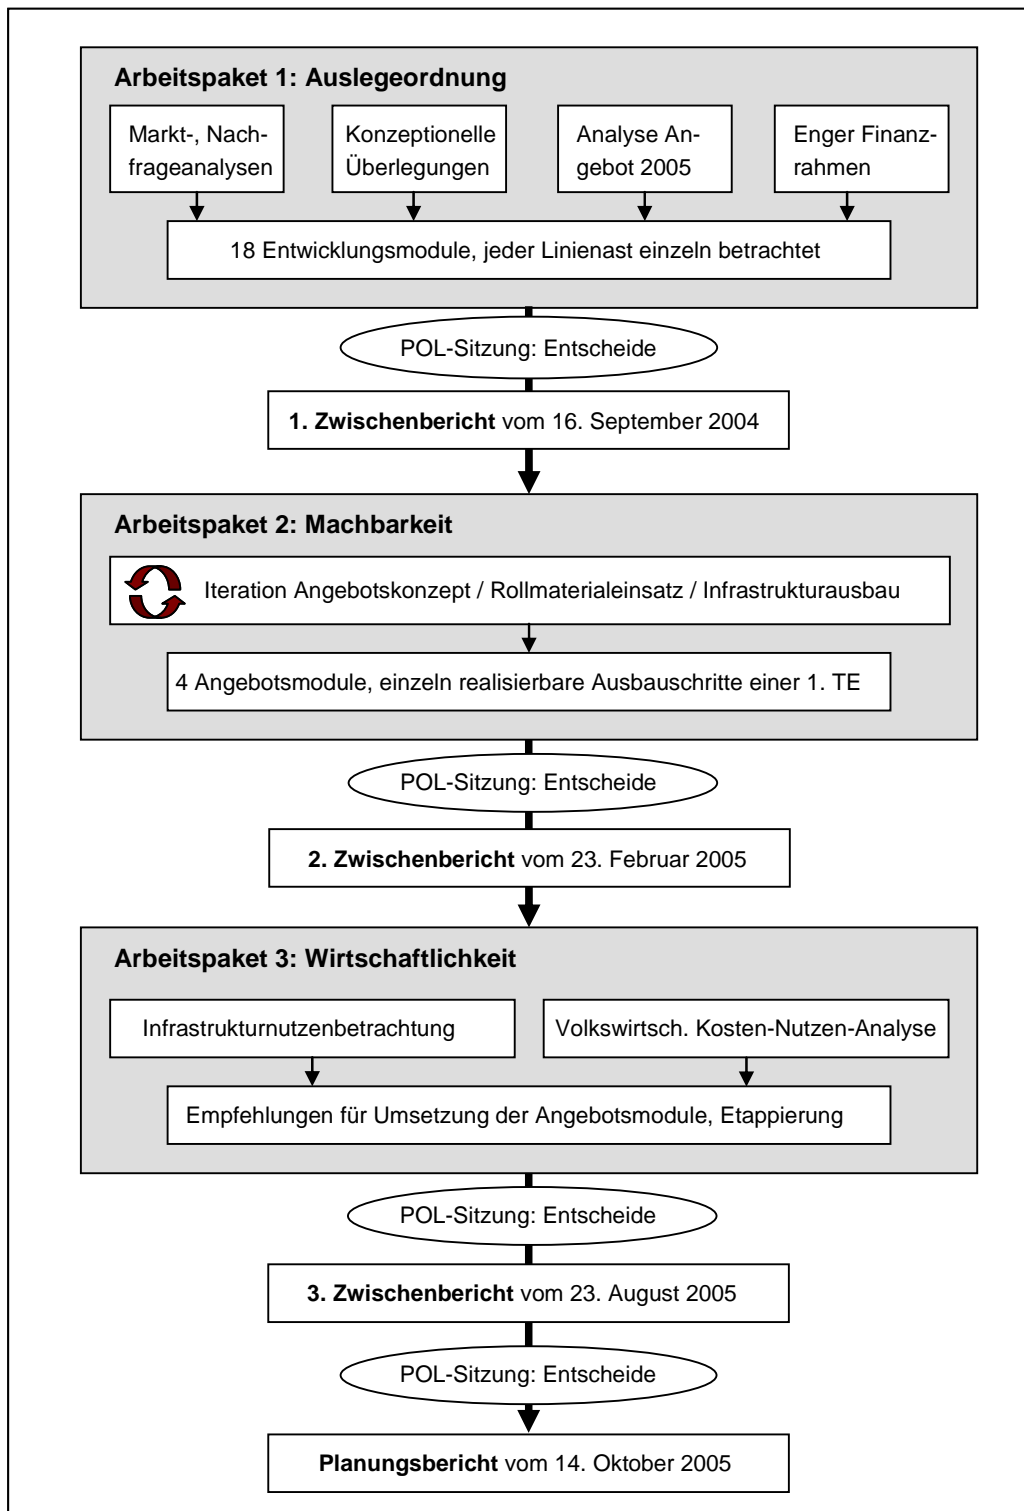 Arbeitspaket 1: Auslegeordnung
Markt-, Nach-
frageanalysen
Konzeptionelle
Überlegungen
Analyse An-
gebot 2005
Enger Finanz-
rahmen
18 Entwicklungsmodule, jeder Linienast einzeln betrachtet
POL-Sitzung: Entscheide
1. Zwischenbericht vom 16. September 2004
Arbeitspaket 2: Machbarkeit
Iteration Angebotskonzept / Rollmaterialeinsatz / Infrastrukturausbau
4 Angebotsmodule, einzeln realisierbare Ausbauschritte einer 1. TE
POL-Sitzung: Entscheide
2. Zwischenbericht vom 23. Februar 2005
Arbeitspaket 3: Wirtschaftlichkeit
Infrastrukturnutzenbetrachtung
Volkswirtsch. Kosten-Nutzen-Analyse
Empfehlungen für Umsetzung der Angebotsmodule, Etappierung
POL-Sitzung: Entscheide
3. Zwischenbericht vom 23. August 2005
POL-Sitzung: Entscheide
Planungsbericht vom 14. Oktober 2005